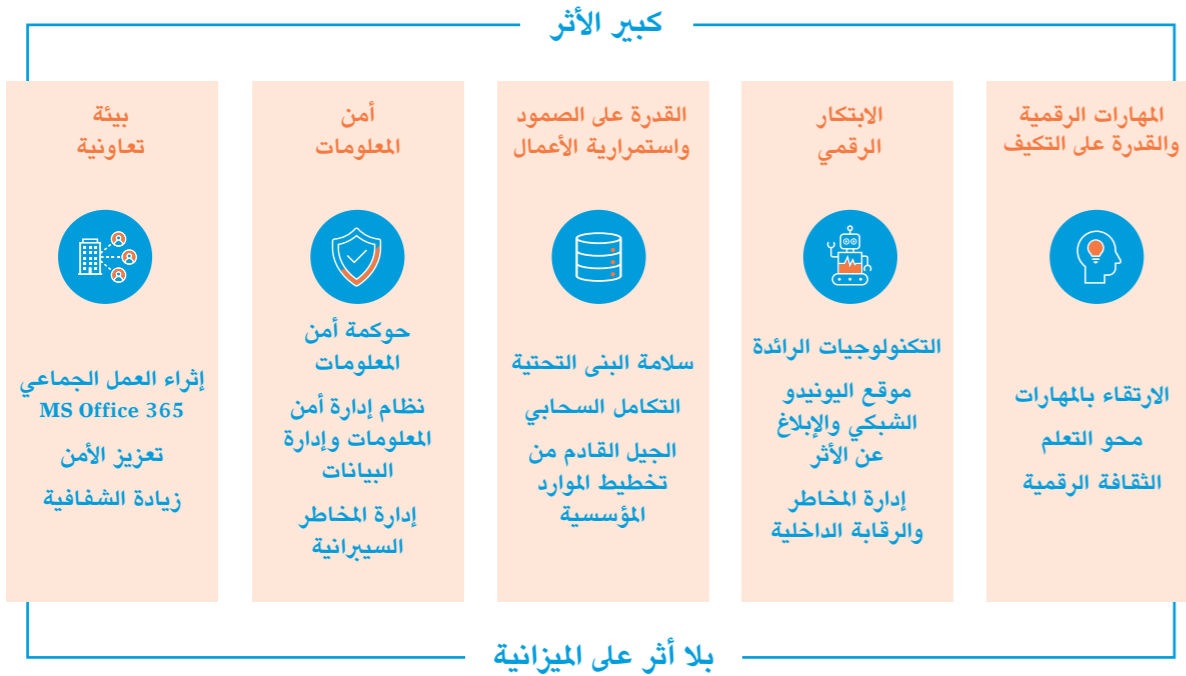 كبير الأثر
المهارات الرقمية
والقدرة على التكيف
الارتقاء بالمهارات
محو التعلم
الثقافة الرقمية
الابتكار
الرقمي
التكنولوجيات الرائدة
موقع اليونيدو
الشبكي والإبلاغ
عن الأثر
إدارة المخاطر
والرقابة الداخلية
القدرة على الصمود
واستمرارية الأعمال
سلامة البنى التحتية
التكامل السحابي
الجيل القادم من
تخطيط الموارد
المؤسسية
أمن
المعلومات
حوكمة أمن
المعلومات
نظام إدارة أمن
المعلومات وإدارة
البيانات
إدارة المخاطر
السيبرانية
بيئة
تعاونية
إثراء العمل الجماعي
MS Office 365
تعزيز الأمن
زيادة الشفافية
بلا أثر على الميزانية